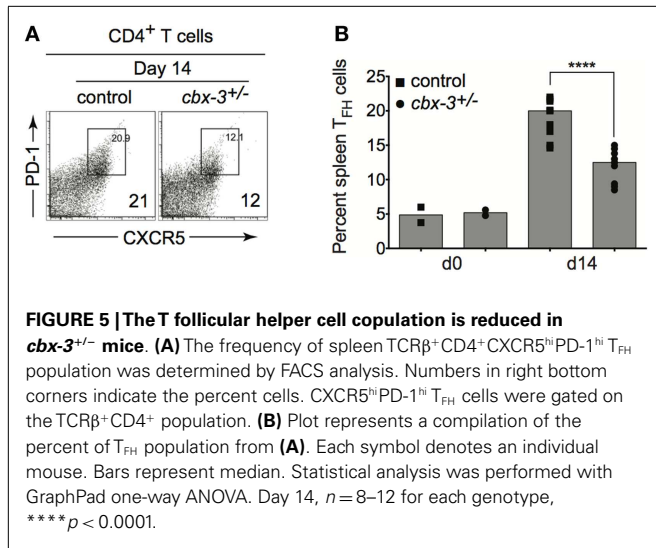 A
CD4+ T cells
Day 14
control cbx-3+/-
20.9 12.1
21 12
PD-1
CXCR5
B
control
cbx-3+/-
****
Percent spleen TFH cells
25
20
15
10
5
0
d0 d14
FIGURE 5 | The T follicular helper cell copulation is reduced in
cbx-3+/− mice. (A) The frequency of spleen TCRβ+CD4+CXCR5hiPD-1hi TFH
population was determined by FACS analysis. Numbers in right bottom
corners indicate the percent cells. CXCR5hiPD-1hi TFH cells were gated on
the TCRβ+CD4+ population. (B) Plot represents a compilation of the
percent of TFH population from (A). Each symbol denotes an individual
mouse. Bars represent median. Statistical analysis was performed with
GraphPad one-way ANOVA. Day 14, n = 8–12 for each genotype,
****p < 0.0001.